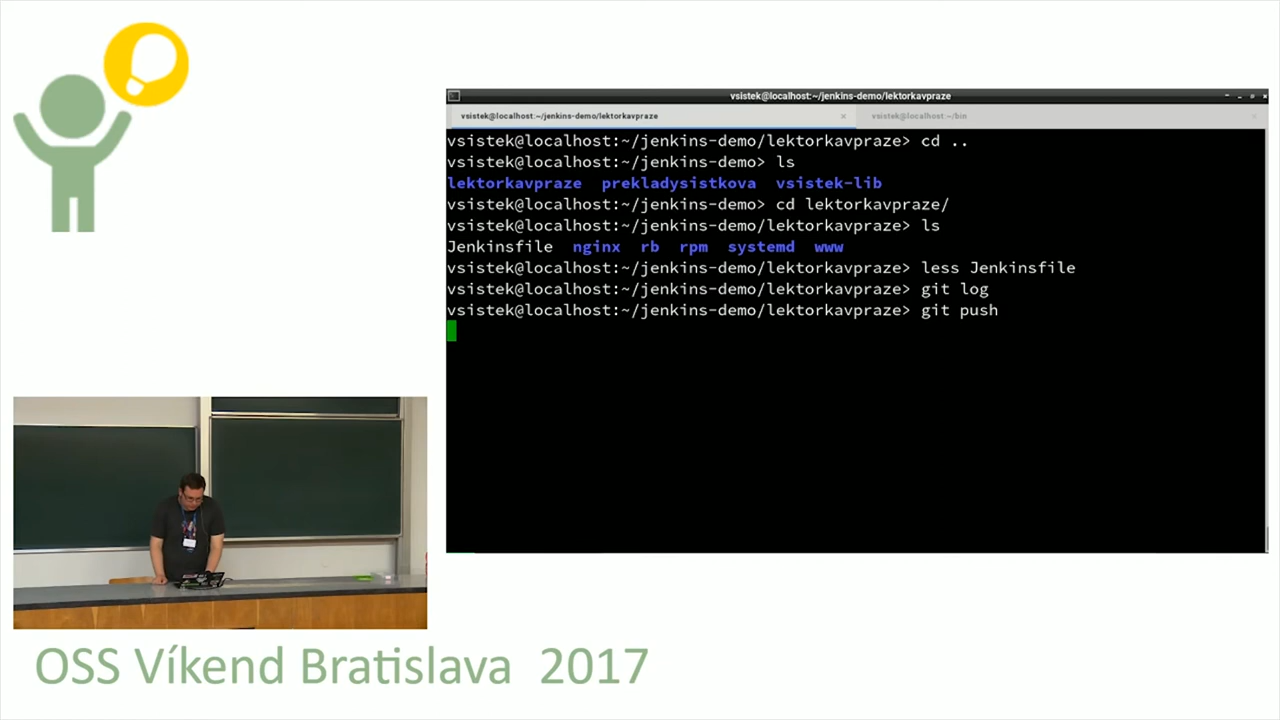 vsistek@localhost:~/jenkins-demo/lektorkavpraze
vsistek@localhost:~/jenkins-demo/lektorkavpraze
vsistek@localhost:~/bin
vsistek@localhost:~/jenkins-demo/lektorkavpraze> cd ..
vsistek@localhost:~/jenkins-demo> ls
lektorkavpraze prekladysistkova vsistek-lib
vsistek@localhost:~/jenkins-demo> cd lektorkavpraze/
vsistek@localhost:~/jenkins-demo/lektorkavpraze> ls
Jenkinsfile nginx rb rpm systemd www
vsistek@localhost:~/jenkins-demo/lektorkavpraze> less Jenkinsfile
vsistek@localhost:~/jenkins-demo/lektorkavpraze> git log
vsistek@localhost:~/jenkins-demo/lektorkavpraze> git push
OSS Víkend Bratislava 2017